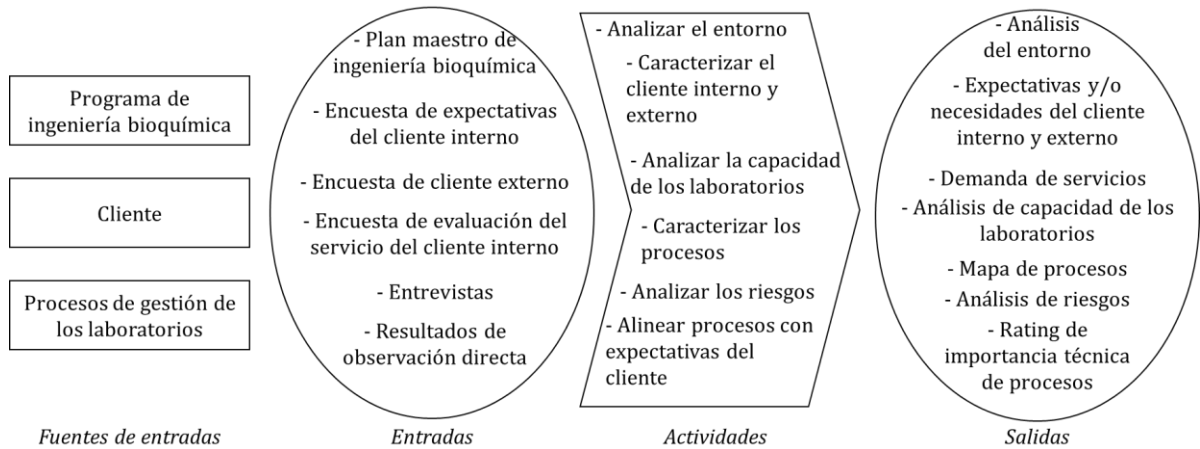 Programa de
ingeniería bioquímica
Cliente
Procesos de gestión de
los laboratorios
Fuentes de entradas
- Plan maestro de
ingeniería bioquímica
- Encuesta de expectativas
del cliente interno
- Encuesta de cliente externo
- Encuesta de evaluación del
servicio del cliente interno
- Entrevistas
- Resultados de
observación directa
Entradas
- Analizar el entorno
- Caracterizar el
cliente interno y
externo
- Analizar la capacidad
de los laboratorios
- Caracterizar los
procesos
- Analizar los riesgos
- Alinear procesos con
expectativas del
cliente
Actividades
- Análisis
del entorno
- Expectativas y/o
necesidades del cliente
interno y externo
- Demanda de servicios
- Análisis de capacidad de los
laboratorios
- Mapa de procesos
- Análisis de riesgos
- Rating de
importancia técnica
de procesos
Salidas